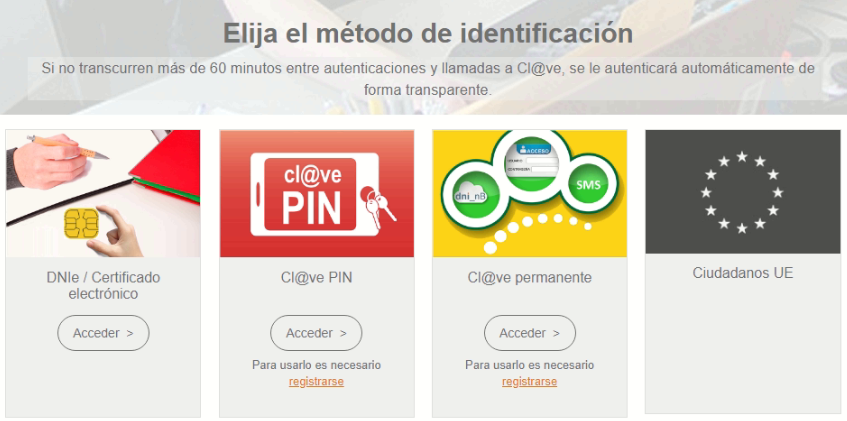 Elija el método de identificación
Si no transcurren más de 60 minutos entre autenticaciones y llamadas a Cl@ve, se le autenticará automáticamente de
forma transparente.
cl@ve
PIN
ACCESO
dni_nB
SMS
DNIe / Certificado
electrónico
Acceder >
Cl@ve PIN
Acceder >
Para usarlo es necesario
registrarse
Cl@ve permanente
Acceder >
Para usarlo es necesario
registrarse
Ciudadanos UE